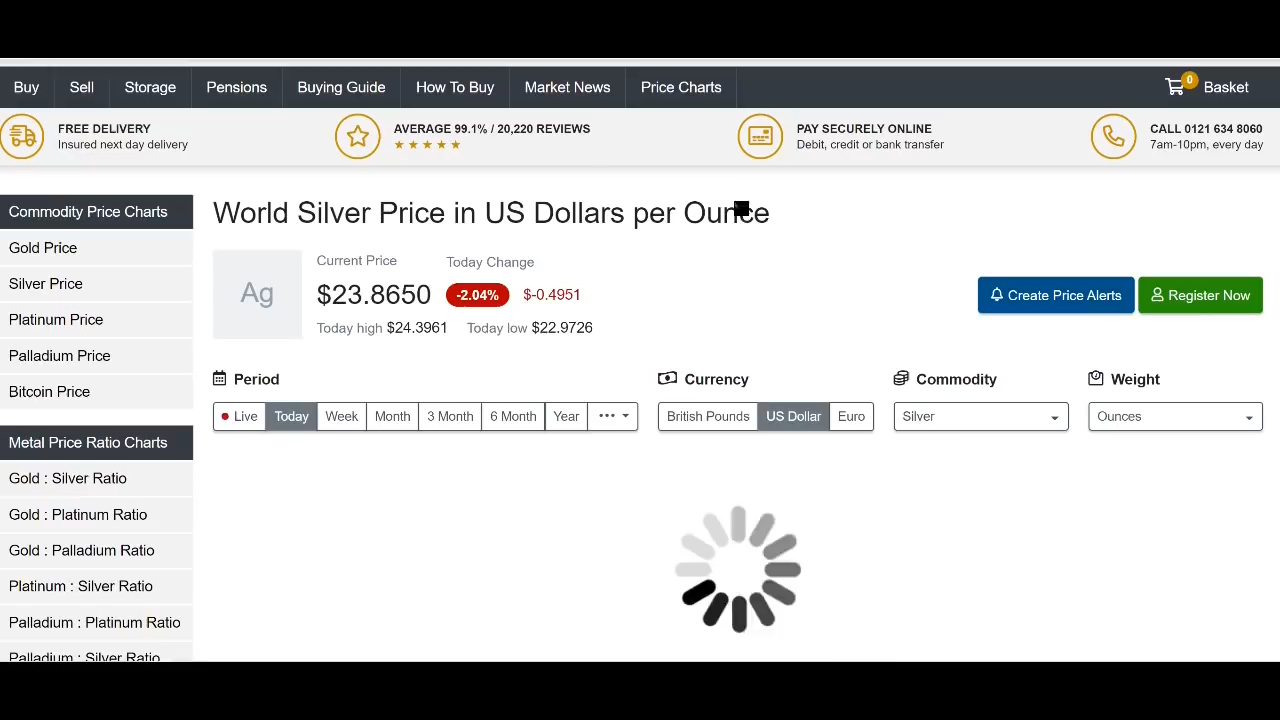 Buy Sell Storage Pensions Buying Guide How To Buy Market News Price Charts 0 Basket
FREE DELIVERY
Insured next day delivery
AVERAGE 99.1% / 20,220 REVIEWS
PAY SECURELY ONLINE
Debit, credit or bank transfer
CALL 0121 634 8060
7am-10pm, every day
Commodity Price Charts
Gold Price
Silver Price
Platinum Price
Palladium Price
Bitcoin Price
Metal Price Ratio Charts
Gold : Silver Ratio
Gold : Platinum Ratio
Gold : Palladium Ratio
Platinum : Silver Ratio
Palladium : Platinum Ratio
Palladium : Silver Ratio
World Silver Price in US Dollars per Ounce
Ag
Current Price Today Change
$23.8650 -2.04% $-0.4951
Today high $24.3961 Today low $22.9726
Create Price Alerts Register Now
Period
Live Today Week Month 3 Month 6 Month Year •••
Currency
British Pounds US Dollar Euro
Commodity
Silver
Weight
Ounces